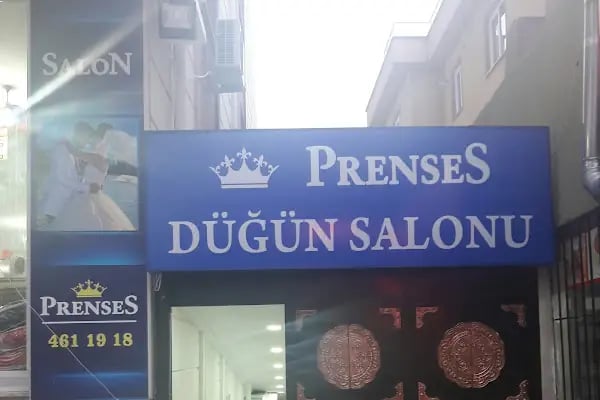 SALON
PRENSES
461 19 18
PRENSES
DÜĞÜN SALONU